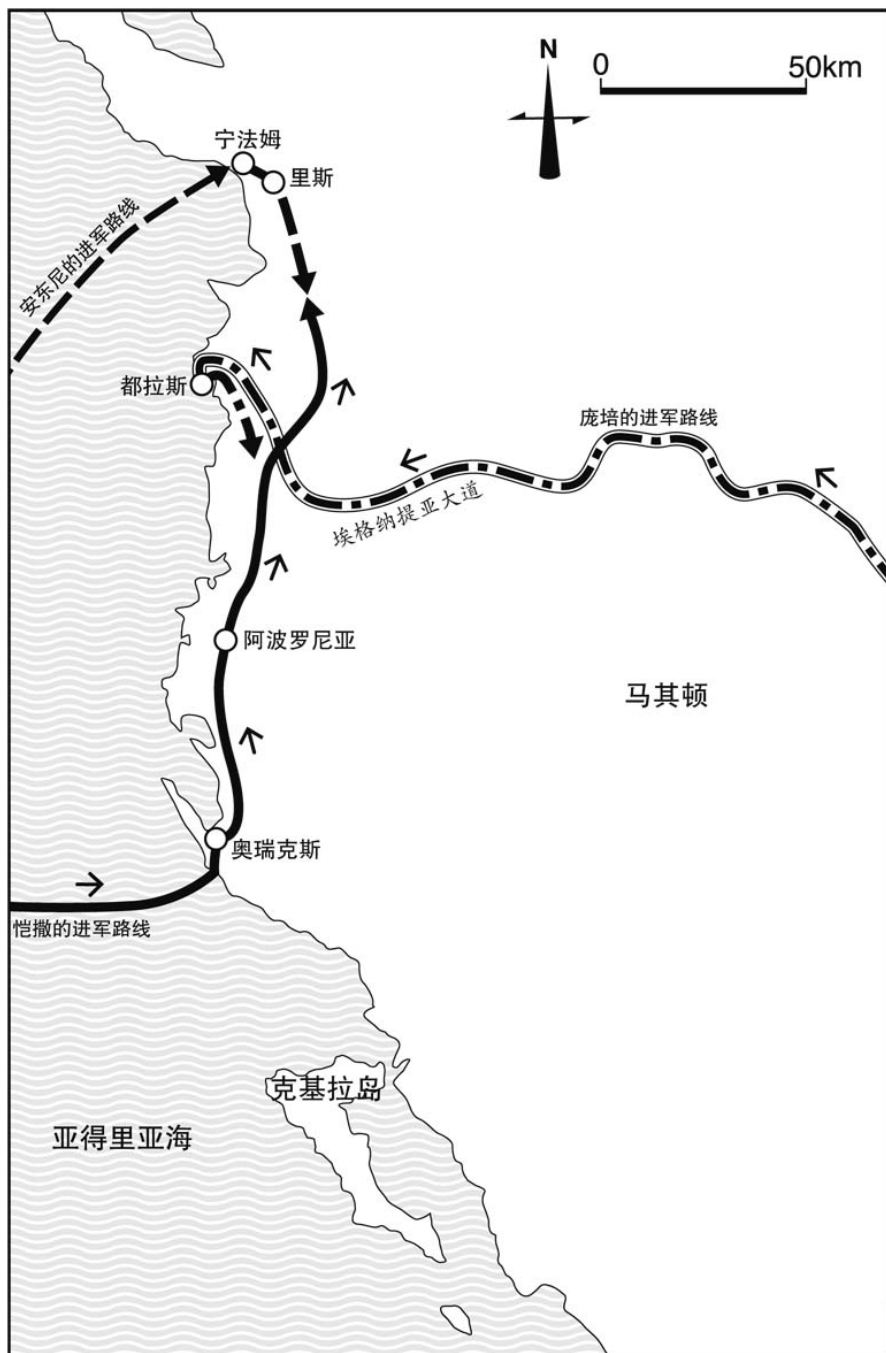 N
0 50km
宁法姆
里斯
安东尼的进军路线
都拉斯
庞培的进军路线
埃格纳提亚大道
阿波罗尼亚
马其顿
奥瑞克斯
恺撒的进军路线
克基拉岛
亚得里亚海